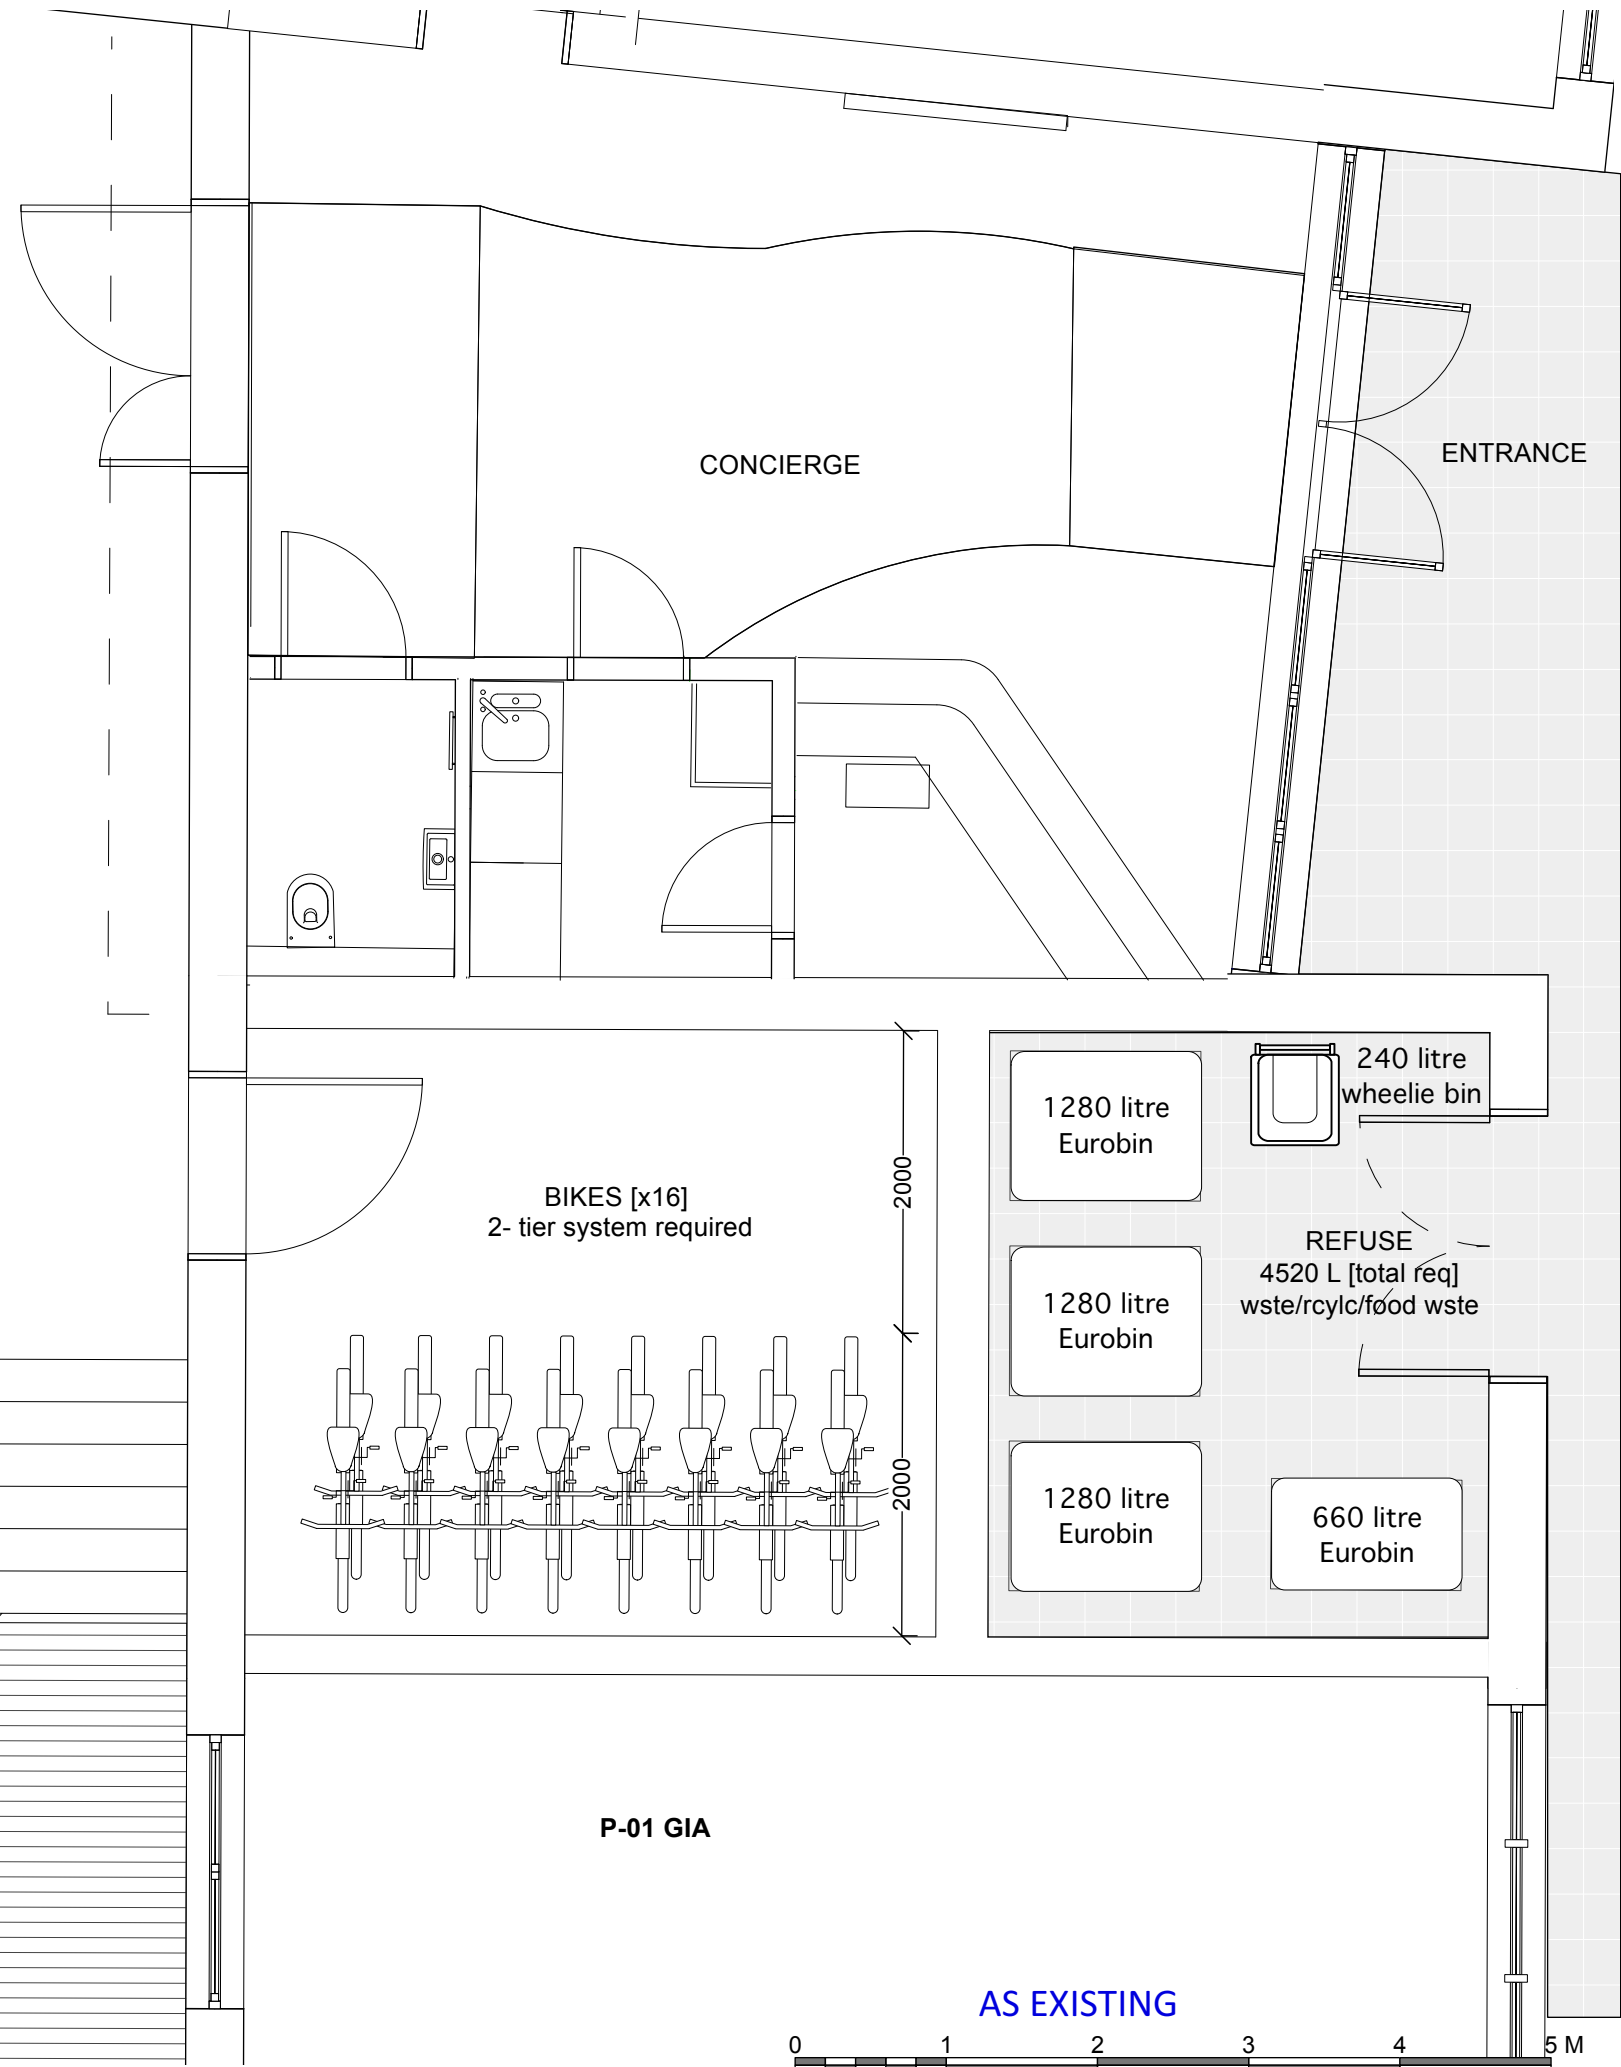 CONCIERGE
ENTRANCE
240 litre
wheelie bin
1280 litre
Eurobin
2000
BIKES [x16]
2- tier system required
REFUSE
4520 L [total req]
wste/rcylc/food wste
1280 litre
Eurobin
2000
1280 litre
Eurobin
660 litre
Eurobin
P-01 GIA
AS EXISTING
0 1 2 3 4 5 M